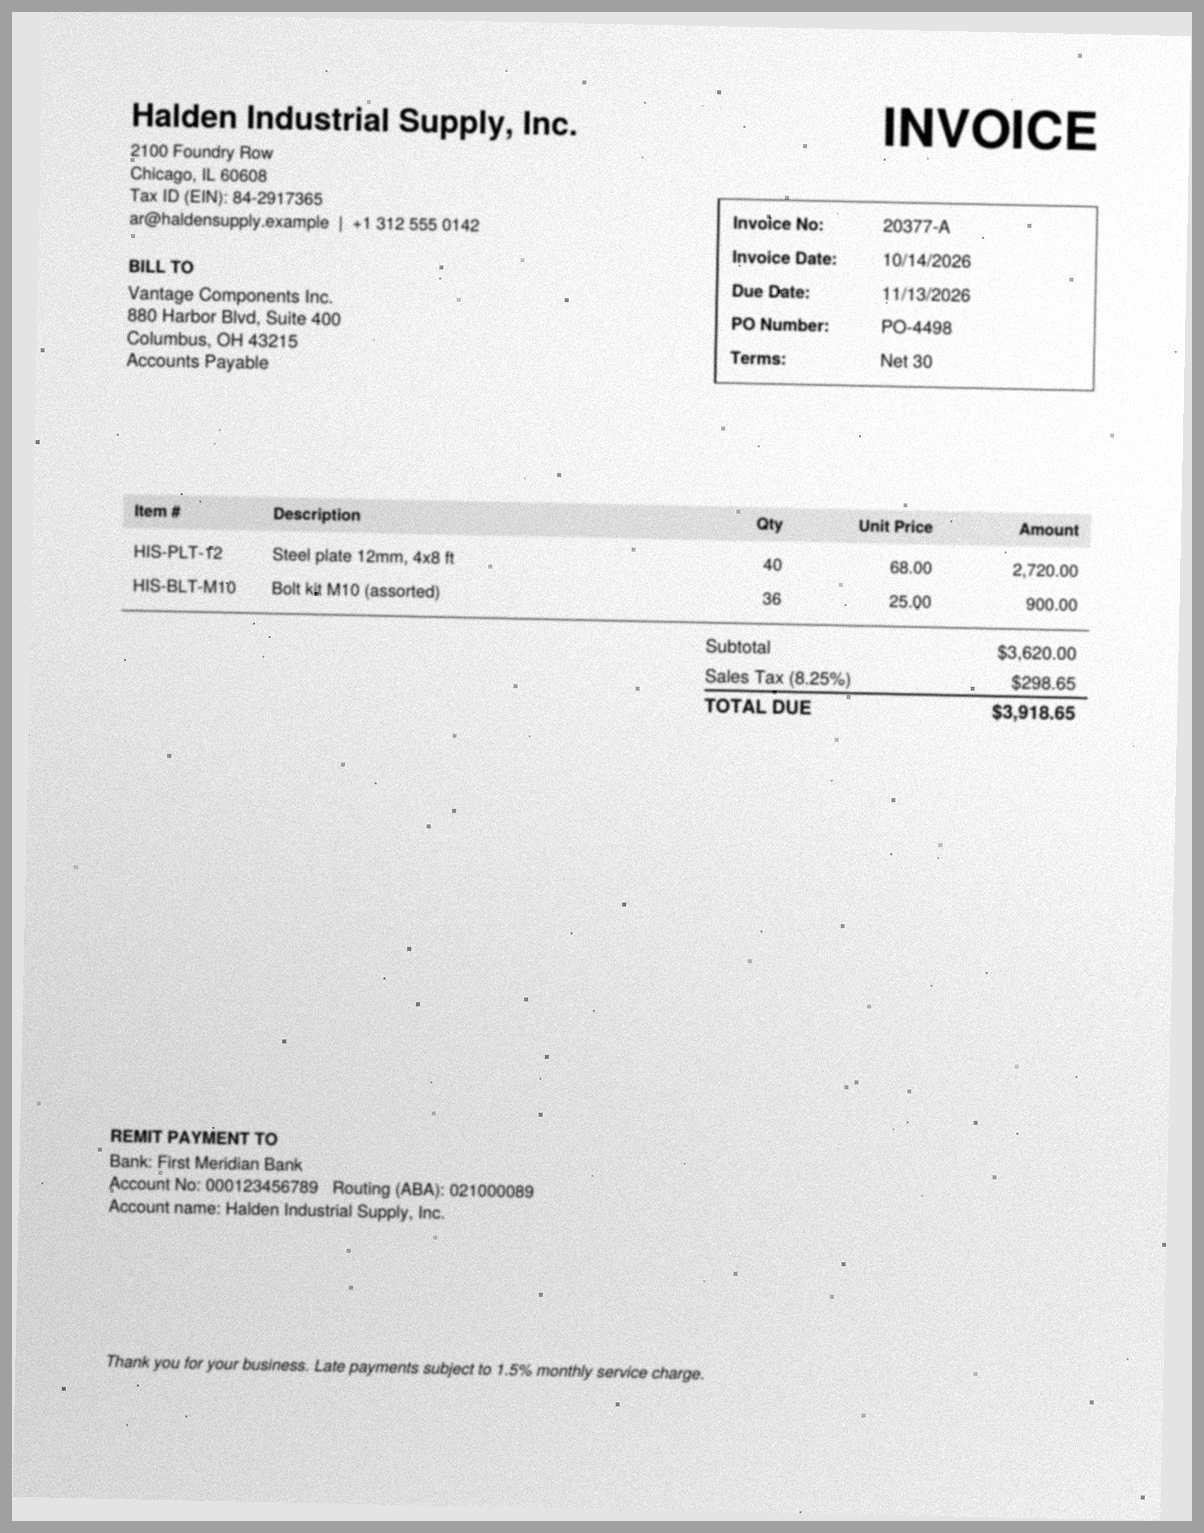 Halden Industrial Supply, Inc.
INVOICE
2100 Foundry Row
Chicago, IL 60608
Tax ID (EIN): 84-2917365
ar@haldensupply.example | +1 312 555 0142
Invoice No: 20377-A
Invoice Date: 10/14/2026
Due Date: 11/13/2026
PO Number: PO-4498
Terms: Net 30
BILL TO
Vantage Components Inc.
880 Harbor Blvd, Suite 400
Columbus, OH 43215
Accounts Payable
Item # Description Qty Unit Price Amount
HIS-PLT-f2 Steel plate 12mm, 4x8 ft 40 68.00 2,720.00
HIS-BLT-M10 Bolt kit M10 (assorted) 36 25.00 900.00
Subtotal $3,620.00
Sales Tax (8.25%) $298.65
TOTAL DUE $3,918.65
REMIT PAYMENT TO
Bank: First Meridian Bank
Account No: 000123456789 Routing (ABA): 021000089
Account name: Halden Industrial Supply, Inc.
Thank you for your business. Late payments subject to 1.5% monthly service charge.